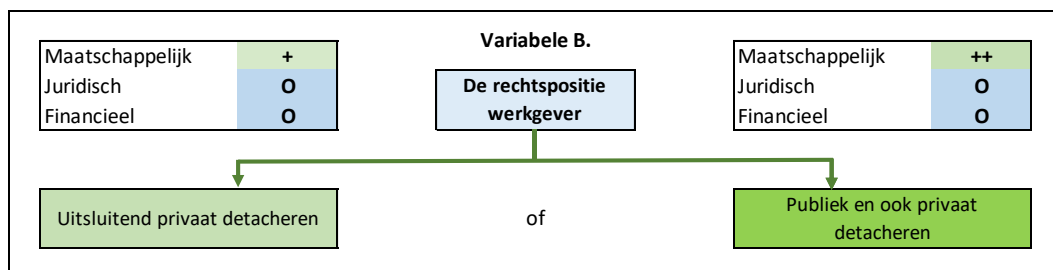 Variabele B.
Maatschappelijk +
Juridisch O
Financieel O
De rechtspositie
werkgever
Maatschappelijk ++
Juridisch O
Financieel O
Uitsluitend privaat detacheren
of
Publiek en ook privaat
detacheren